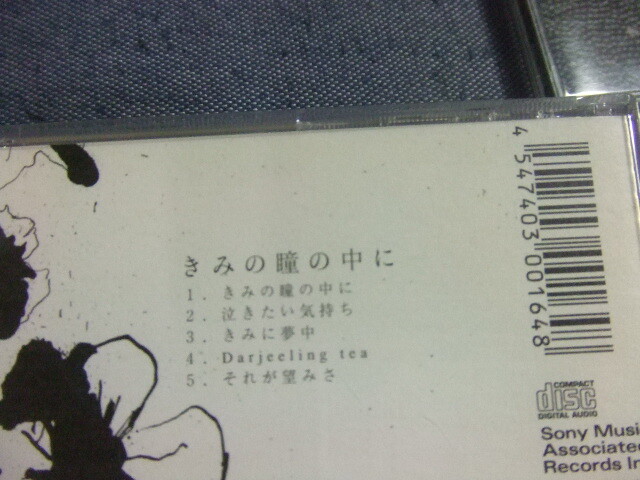 きみの瞳の中に
1. きみの瞳の中に
2. 泣きたい気持ち
3. きみに夢中
4. Darjeeling tea
5. それが望みさ
4 547403 001648
COMPACT
disc
DIGITAL AUDIO
Sony Musi
Associated
Records In